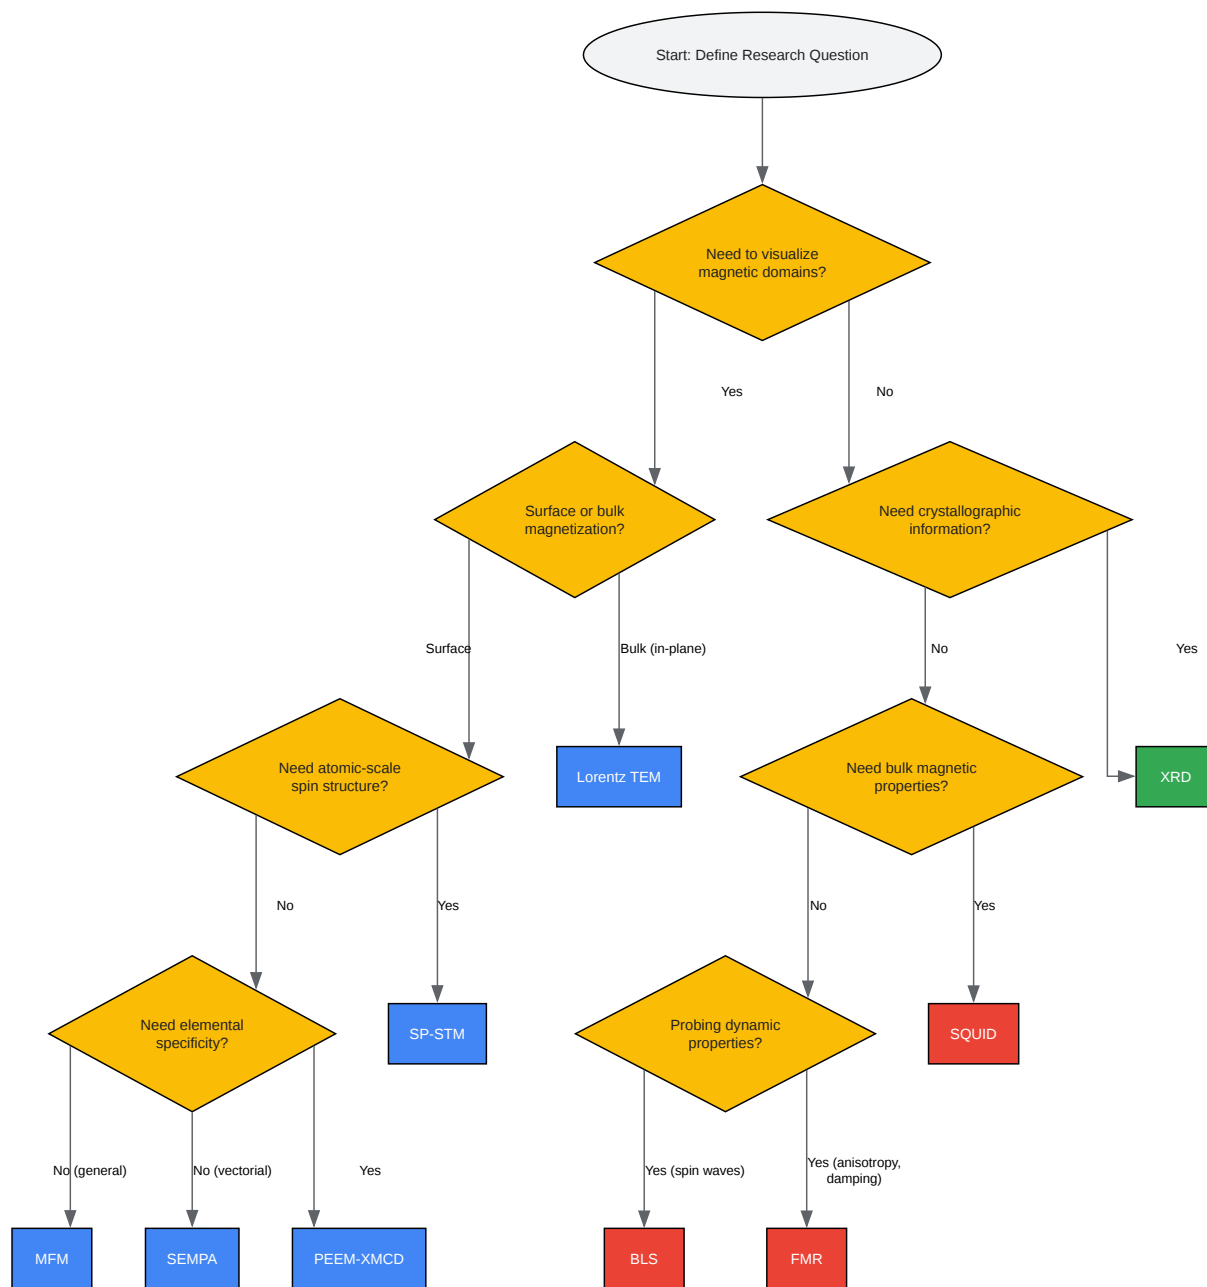 Start: Define Research Question
Need to visualize
magnetic domains?
Yes
No
Surface or bulk
magnetization?
Need crystallographic
information?
Surface
Bulk (in-plane)
No
Yes
Need atomic-scale
spin structure?
Lorentz TEM
Need bulk magnetic
properties?
XRD
No
Yes
No
Yes
Need elemental
specificity?
SP-STM
Probing dynamic
properties?
SQUID
No (general)
No (vectorial)
Yes
Yes (spin waves)
Yes (anisotropy,
damping)
MFM
SEMPA
PEEM-XMCD
BLS
FMR